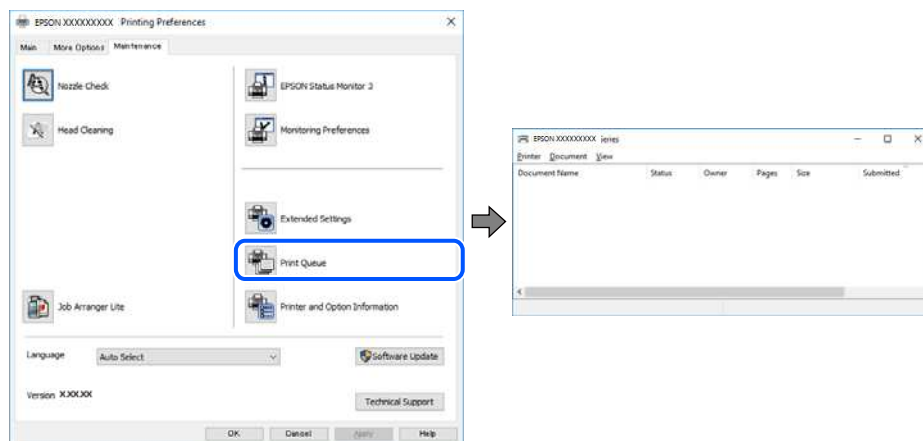 EPSON XXXXXXXXX Printing Preferences
Main More Options Maintenance
Nozzle Check
EPSON Status Monitor 3
Head Cleaning
Monitoring Preferences
Extended Settings
Print Queue
Job Arranger Lite
Printer and Option Information
Language Auto Select
Software Update
Version X.XX.XX
Technical Support
OK Cancel Apply Help
EPSON XXXXXXXXX Series
Printer Document View
Document Name Status Owner Pages Size Submitted